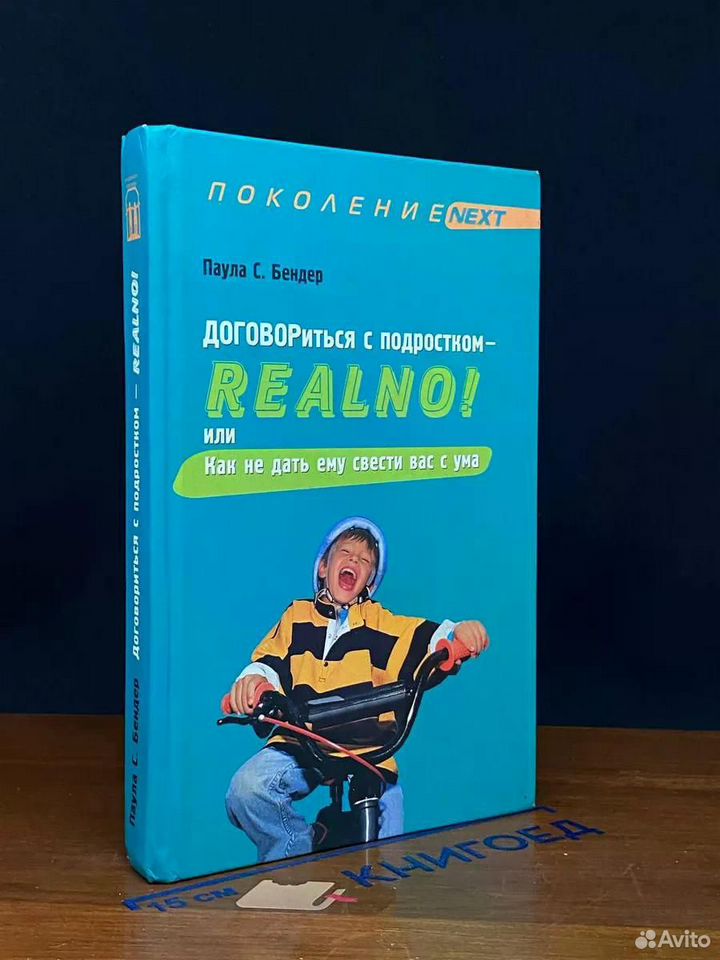 ПОКОЛЕНИЕ NEXT
Паула С. Бендер
ДОГОВОРиться с подростком–
REALNO!
или
Как не дать ему свести вас с ума
Паула С. Бендер Договориться с подростком — REALNO!
15 см
КНИГОЕД
Avito